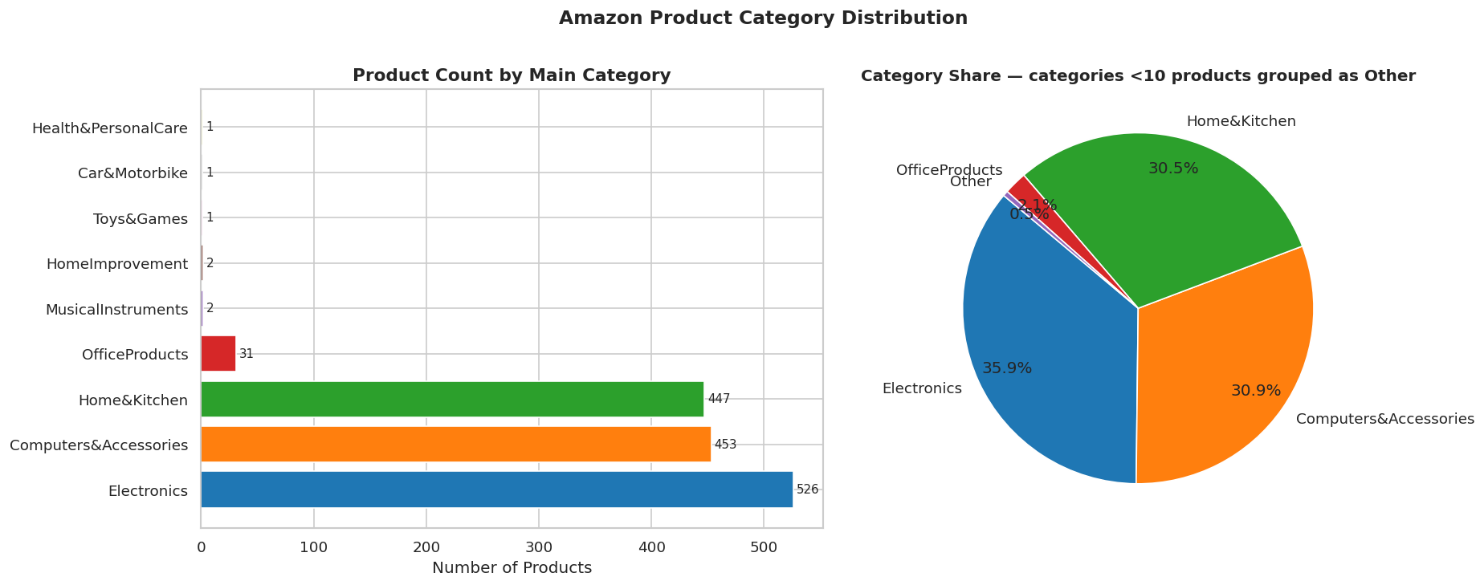 Amazon Product Category Distribution
Product Count by Main Category
Health&PersonalCare
1
Car&Motorbike
1
Toys&Games
1
HomeImprovement
2
MusicalInstruments
2
OfficeProducts
31
Home&Kitchen
447
Computers&Accessories
453
Electronics
526
0 100 200 300 400 500
Number of Products
Category Share — categories <10 products grouped as Other
Home&Kitchen
30.5%
OfficeProducts
Other
2.1%
0.5%
35.9%
Electronics
30.9%
Computers&Accessories